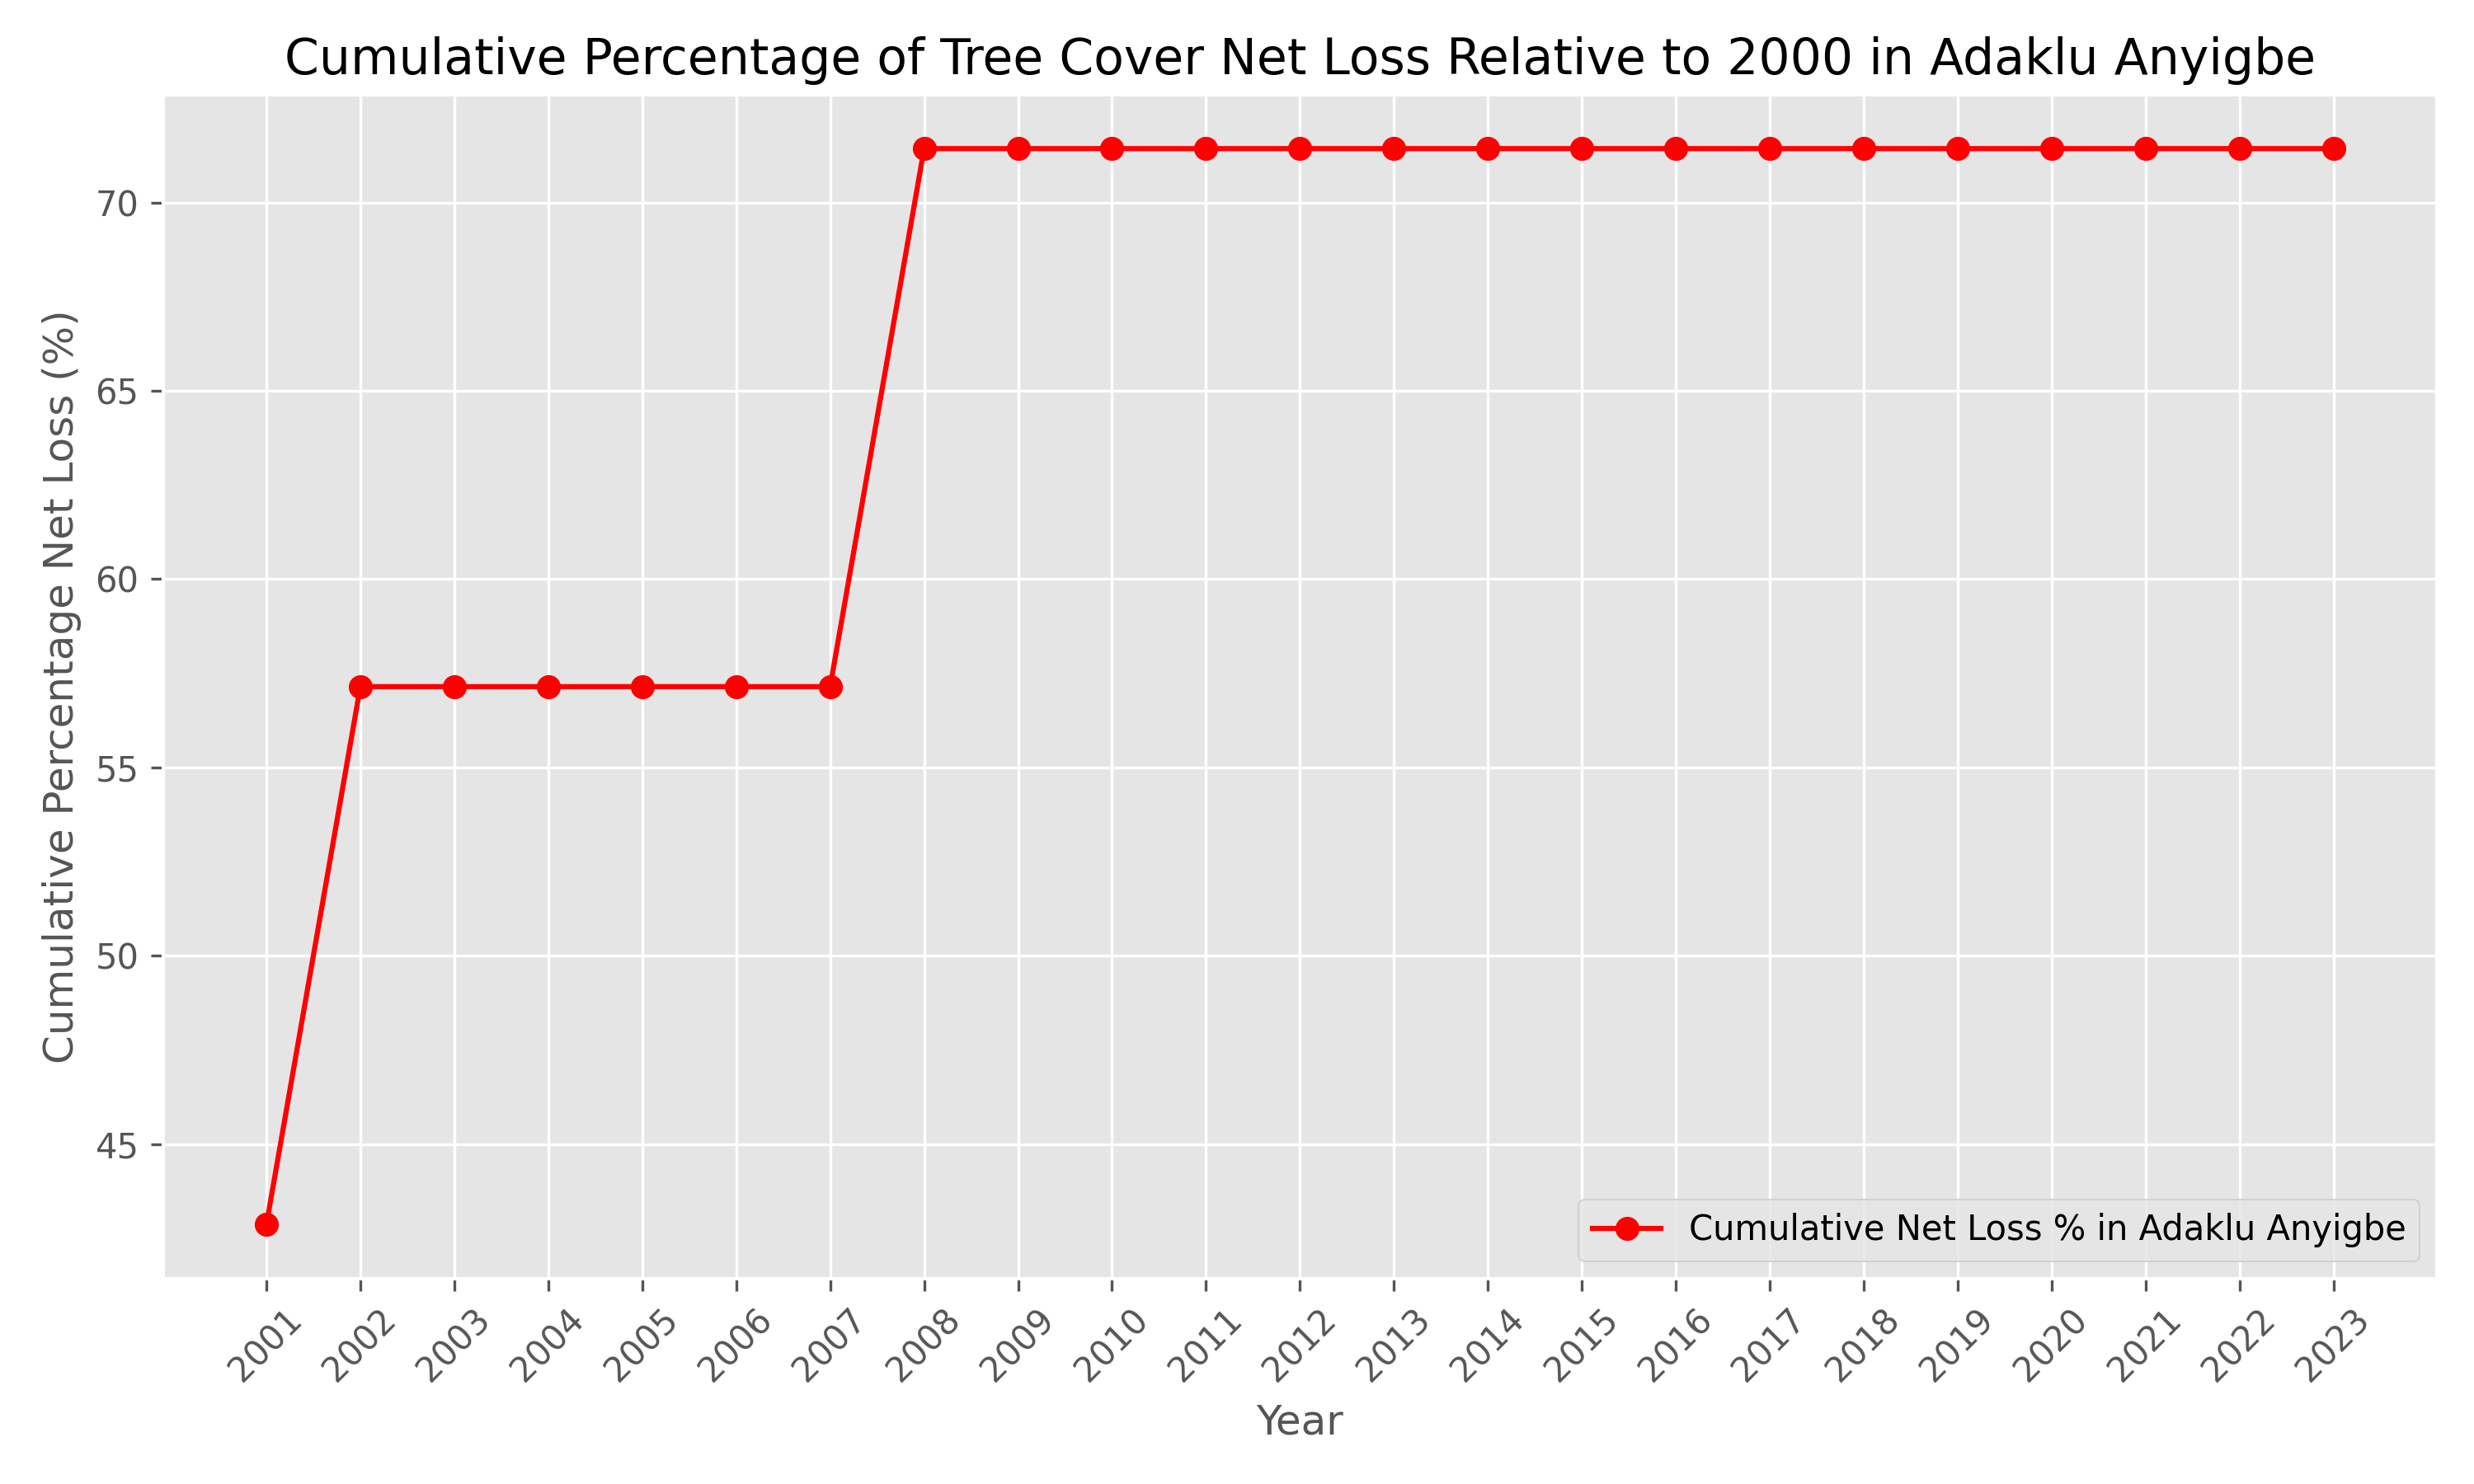 Cumulative Percentage of Tree Cover Net Loss Relative to 2000 in Adaklu Anyigbe
Cumulative Percentage Net Loss (%)
70
65
60
55
50
45
Cumulative Net Loss % in Adaklu Anyigbe
2001 2002 2003 2004 2005 2006 2007 2008 2009 2010 2011 2012 2013 2014 2015 2016 2017 2018 2019 2020 2021 2022 2023
Year